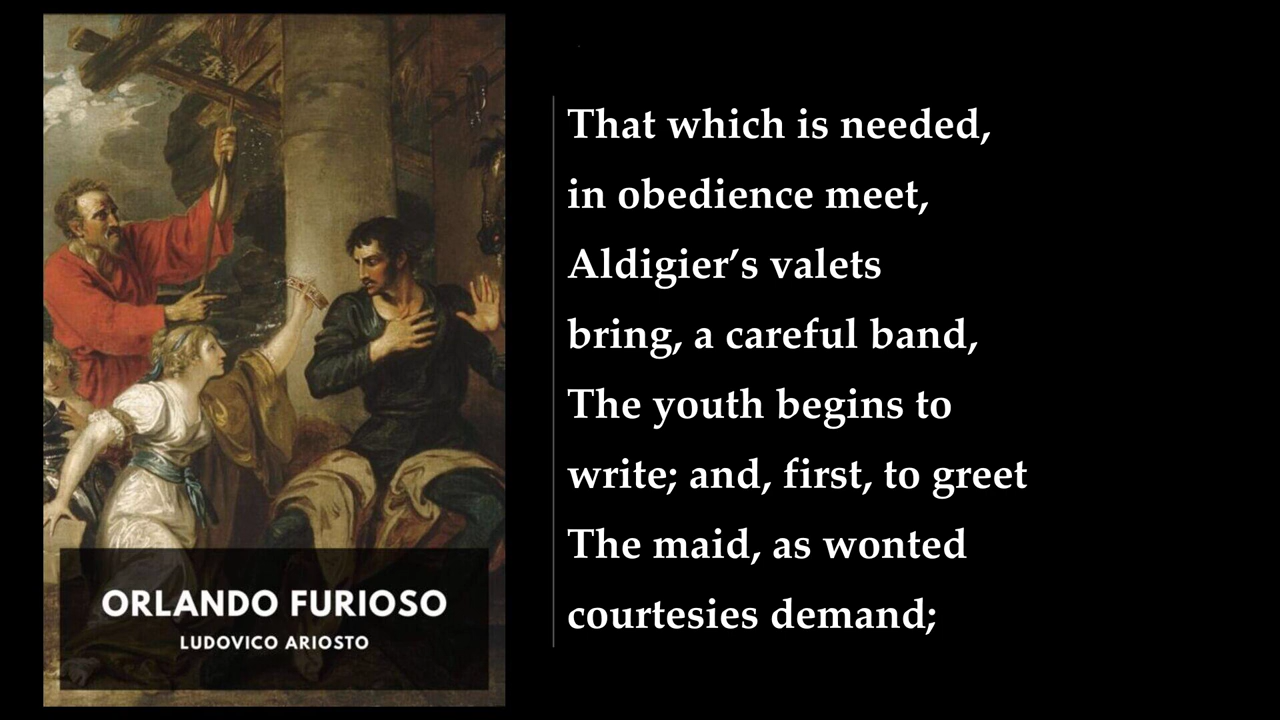 ORLANDO FURIOSO
LUDOVICO ARIOSTO
That which is needed,
in obedience meet,
Aldigier’s valets
bring, a careful band,
The youth begins to
write; and, first, to greet
The maid, as wonted
courtesies demand;